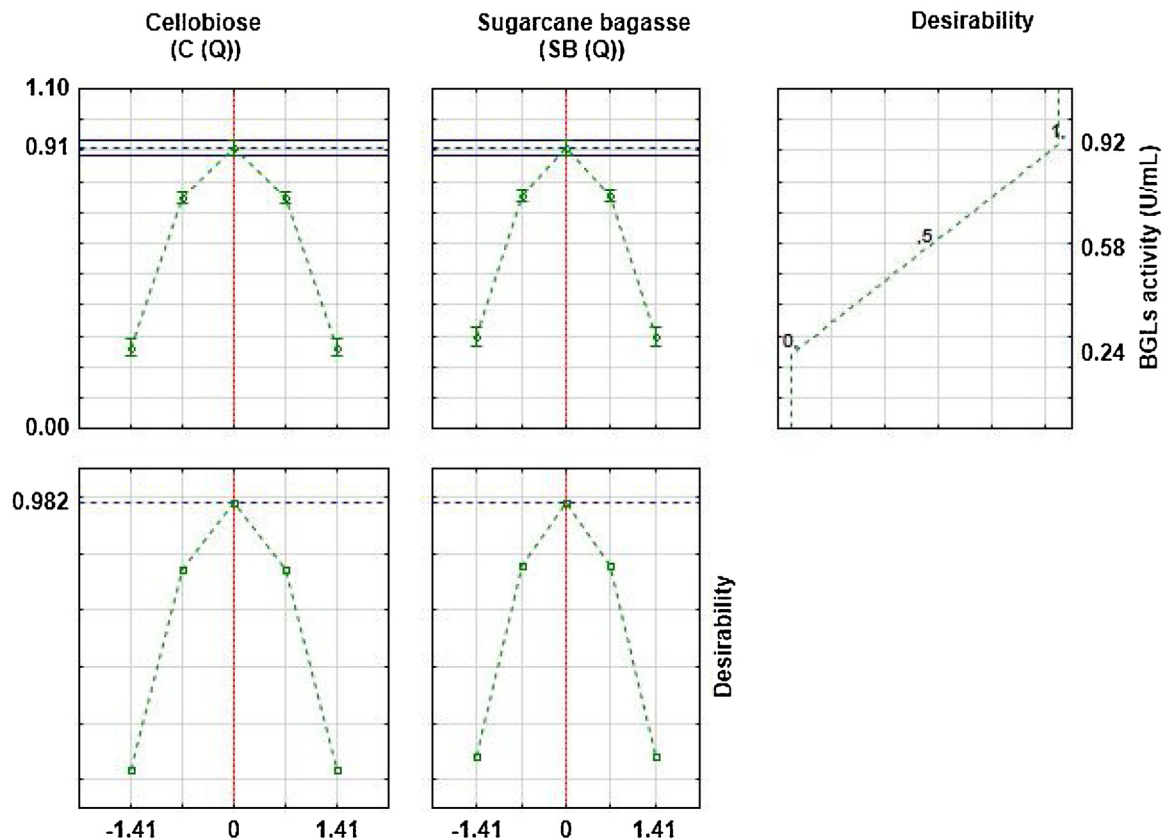 Cellobiose
(C (Q))
Sugarcane bagasse
(SB (Q))
Desirability
1.10
0.91
0.00
1.
.5
0.
0.92
0.58
0.24
BGLs activity (U/mL)
0.982
Desirability
-1.41 0 1.41
-1.41 0 1.41